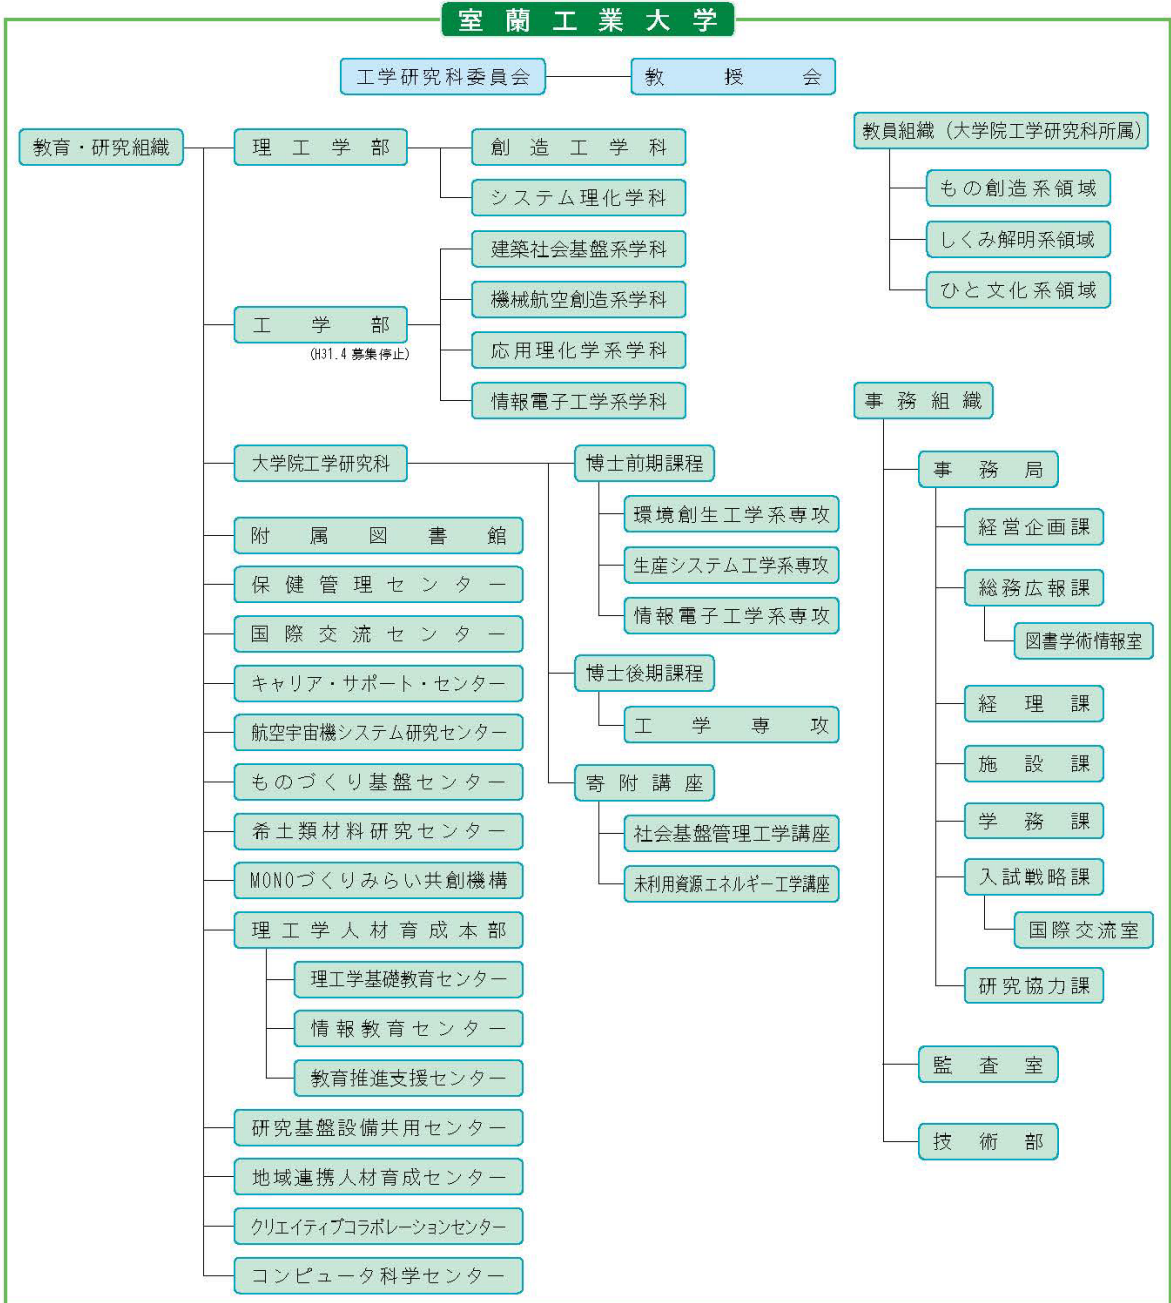 室蘭工業大学
工学研究科委員会
教授会
教育・研究組織
理工学部
創造工学科
システム理化学科
工学部
(H31.4 募集停止)
建築社会基盤系学科
機械航空創造系学科
応用理化学系学科
情報電子工学系学科
大学院工学研究科
博士前期課程
環境創生工学系専攻
生産システム工学系専攻
情報電子工学系専攻
博士後期課程
工学専攻
寄附講座
社会基盤管理工学講座
未利用資源エネルギー工学講座
附属図書館
保健管理センター
国際交流センター
キャリア・サポート・センター
航空宇宙機システム研究センター
ものづくり基盤センター
希土類材料研究センター
MONOづくりみらい共創機構
理工学人材育成本部
理工学基礎教育センター
情報教育センター
教育推進支援センター
研究基盤設備共用センター
地域連携人材育成センター
クリエイティブコラボレーションセンター
コンピュータ科学センター
教員組織（大学院工学研究科所属）
もの創造系領域
しくみ解明系領域
ひと文化系領域
事務組織
事務局
経営企画課
総務広報課
図書学術情報室
経理課
施設課
学務課
入試戦略課
国際交流室
研究協力課
監査室
技術部